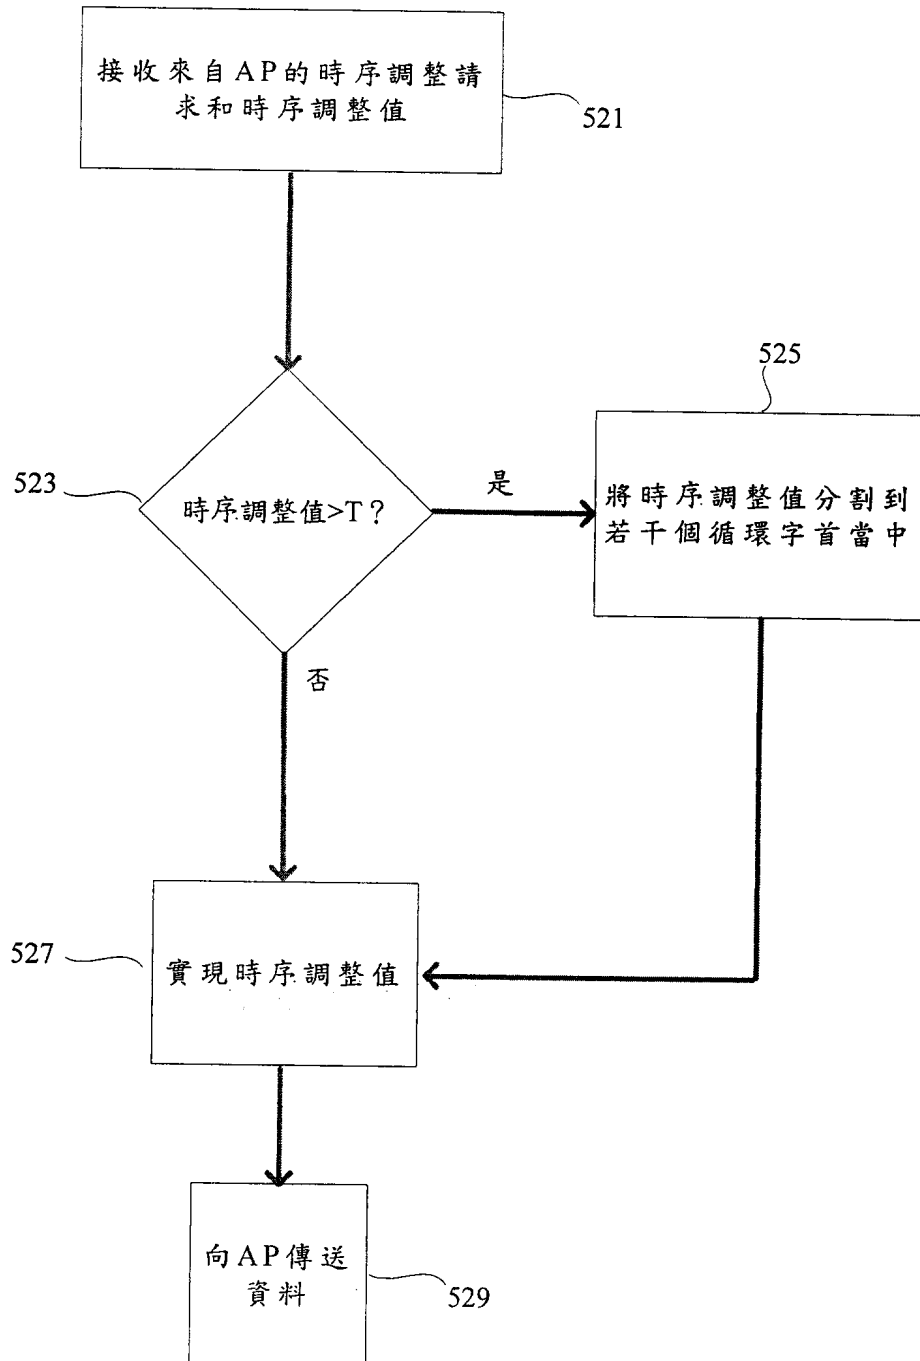 接收來自AP的時序調整請
求和時序調整值
521
525
523
時序調整值>T?
是
將時序調整值分割到
若干個循環字首當中
否
527
實現時序調整值
向AP傳送
資料
529